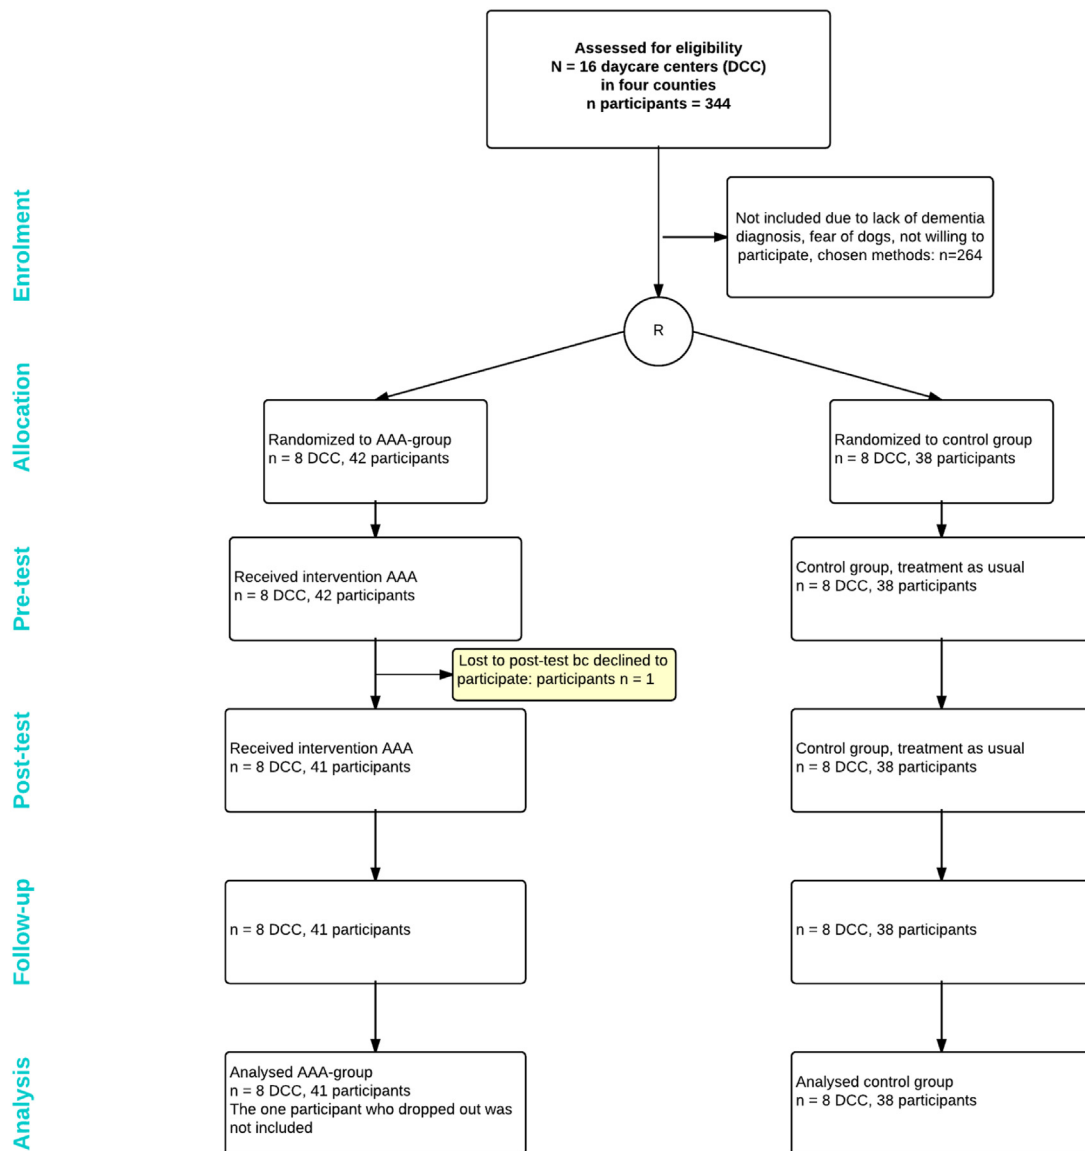 Assessed for eligibility
N = 16 daycare centers (DCC)
in four counties
n participants = 344
Enrolment
Not included due to lack of dementia
diagnosis, fear of dogs, not willing to
participate, chosen methods: n=264
R
Allocation
Randomized to AAA-group
n = 8 DCC, 42 participants
Randomized to control group
n = 8 DCC, 38 participants
Pre-test
Received intervention AAA
n = 8 DCC, 42 participants
Control group, treatment as usual
n = 8 DCC, 38 participants
Lost to post-test bc declined to
participate: participants n = 1
Post-test
Received intervention AAA
n = 8 DCC, 41 participants
Control group, treatment as usual
n = 8 DCC, 38 participants
Follow-up
n = 8 DCC, 41 participants
n = 8 DCC, 38 participants
Analysis
Analysed AAA-group
n = 8 DCC, 41 participants
The one participant who dropped out was
not included
Analysed control group
n = 8 DCC, 38 participants